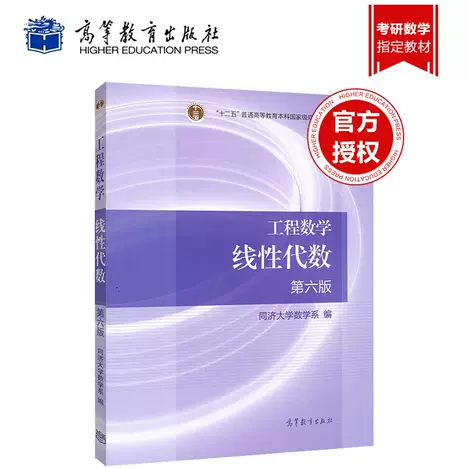 高等教育出版社
HIGHER EDUCATION PRESS
考研数学
指定教材
HIGHER EDUCATION PRESS
官方
授权
HIGHER EDUCATION PRESS
"十二五"普通高等教育本科国家级
工程数学
线性代数
第六版
同济大学数学系 编
高等教育出版社
工程数学
线性代数
第六版
同济大学数学系 编